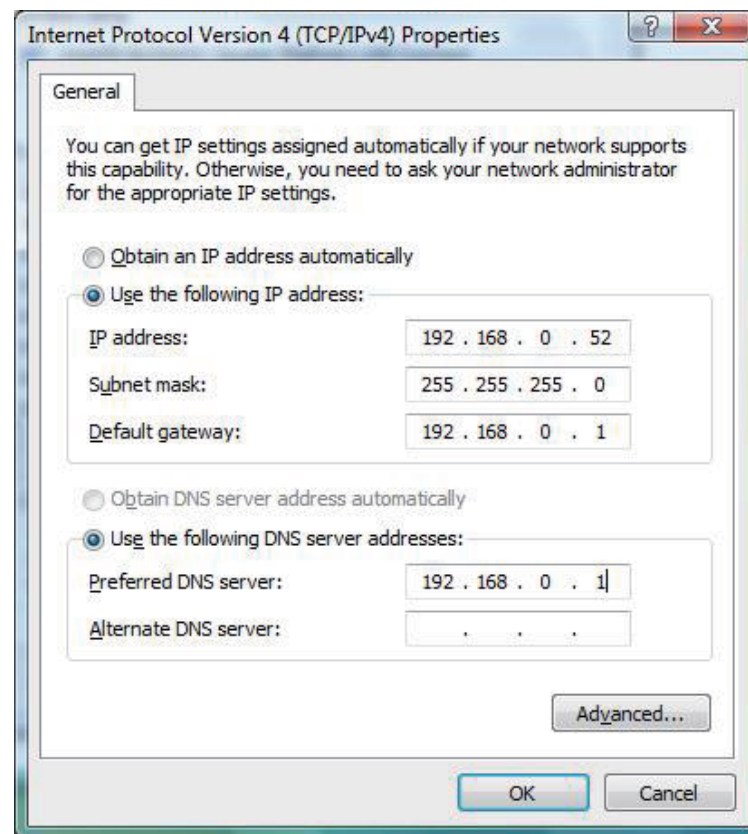 Internet Protocol Version 4 (TCP/IPv4) Properties
General
You can get IP settings assigned automatically if your network supports
this capability. Otherwise, you need to ask your network administrator
for the appropriate IP settings.
Obtain an IP address automatically
Use the following IP address:
IP address: 192 . 168 . 0 . 52
Subnet mask: 255 . 255 . 255 . 0
Default gateway: 192 . 168 . 0 . 1
Obtain DNS server address automatically
Use the following DNS server addresses:
Preferred DNS server: 192 . 168 . 0 . 1
Alternate DNS server: . . .
Advanced...
OK Cancel